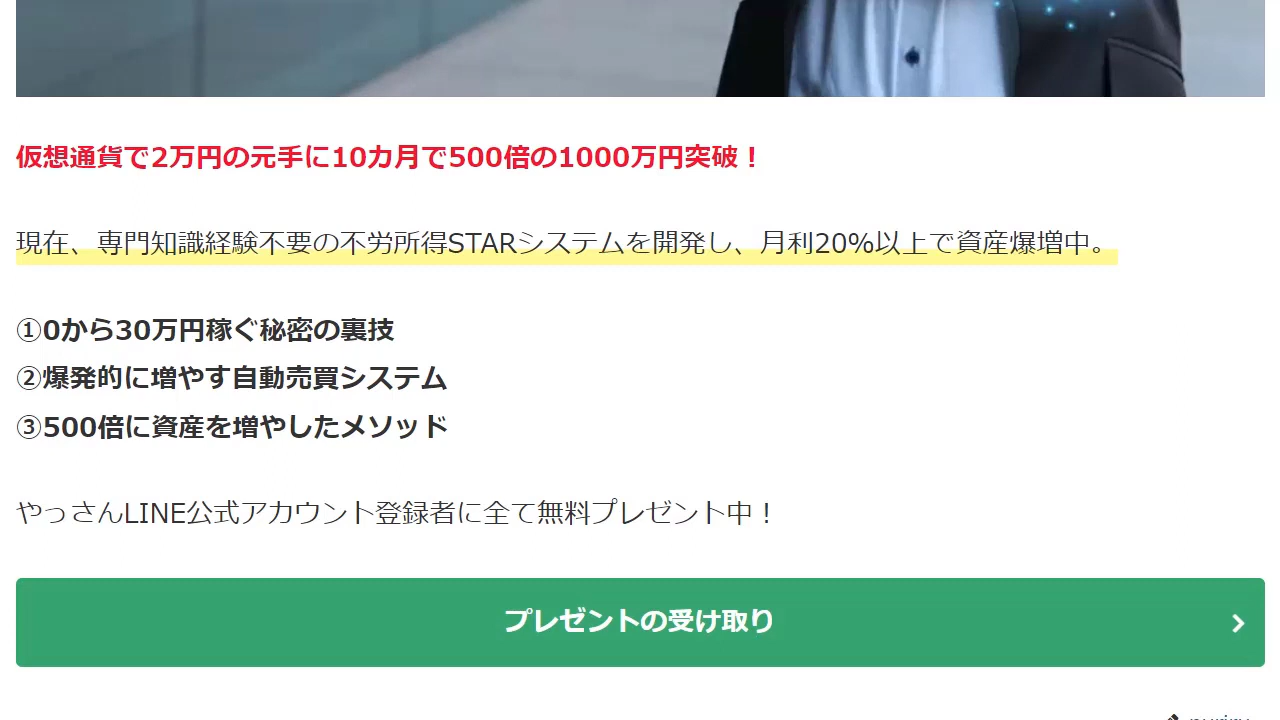 仮想通貨で2万円の元手に10カ月で500倍の1000万円突破！
現在、専門知識経験不要の不労所得STARシステムを開発し、月利20%以上で資産爆増中。
①0から30万円稼ぐ秘密の裏技
②爆発的に増やす自動売買システム
③500倍に資産を増やしたメソッド
やっさんLINE公式アカウント登録者に全て無料プレゼント中！
プレゼントの受け取り